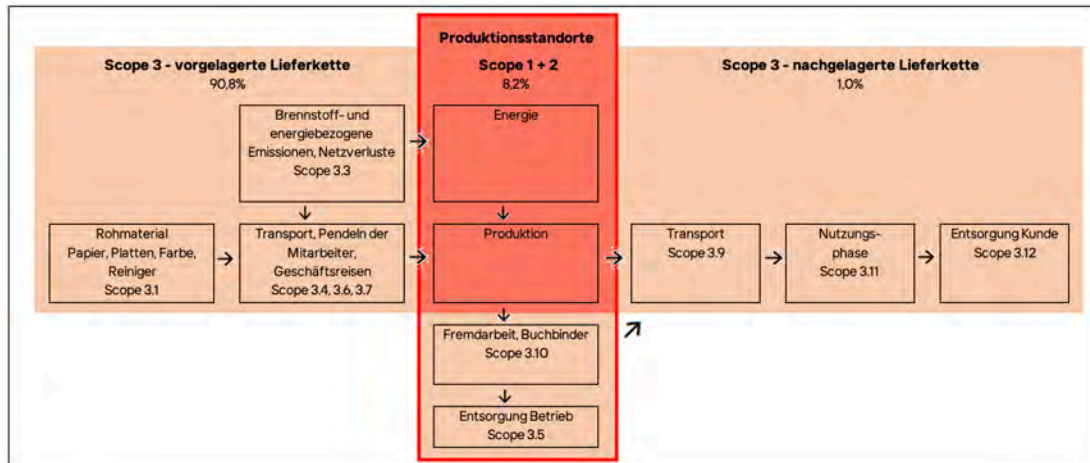 Produktionsstandorte
Scope 3 - vorgelagerte Lieferkette
90,8%
Scope 1 + 2
8,2%
Scope 3 - nachgelagerte Lieferkette
1,0%
Brennstoff- und
energiebezogene
Emissionen, Netzverluste
Scope 3.3
Energie
Rohmaterial
Papier, Platten, Farbe,
Reiniger
Scope 3.1
Transport, Pendeln der
Mitarbeiter,
Geschäftsreisen
Scope 3.4, 3.6, 3.7
Produktion
Transport
Scope 3.9
Nutzungs-
phase
Scope 3.11
Entsorgung Kunde
Scope 3.12
Fremdarbeit, Buchbinder
Scope 3.10
Entsorgung Betrieb
Scope 3.5